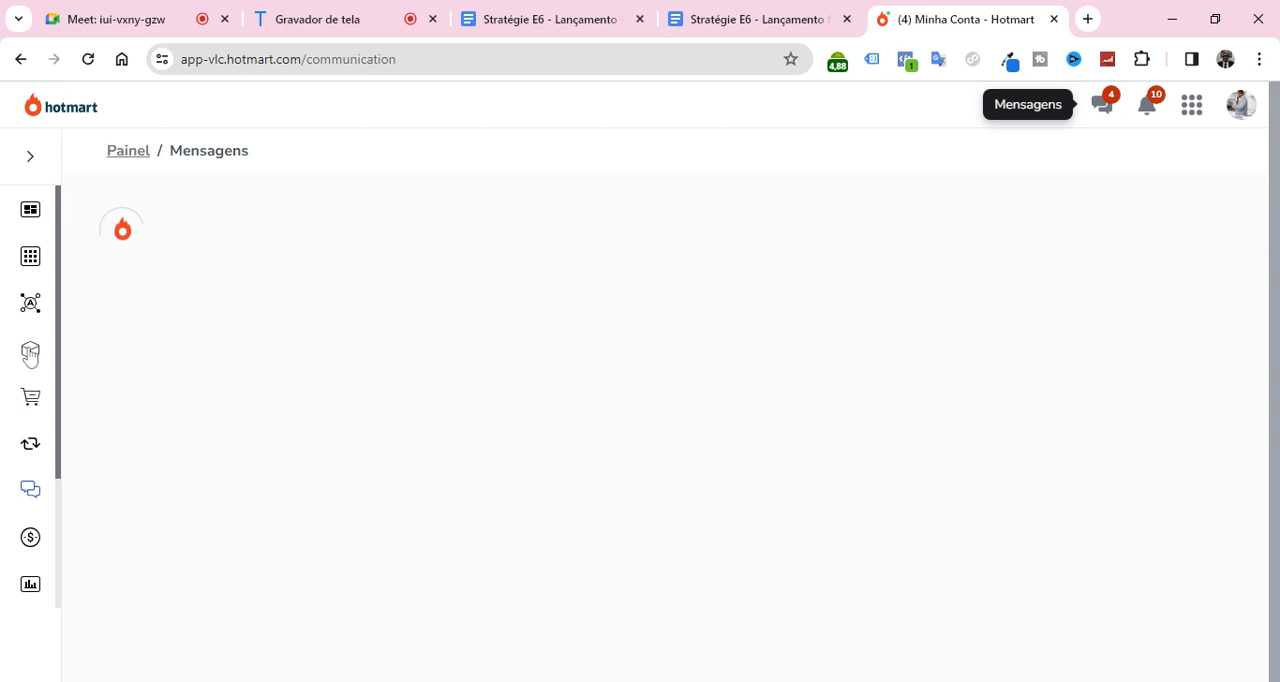 Meet: iui-vxny-gzw
Gravador de tela
Stratégie E6 - Lançamento
Stratégie E6 - Lançamento f
(4) Minha Conta - Hotmart
app-vlc.hotmart.com/communication
4,88
1
hotmart
Mensagens
4
10
Painel / Mensagens